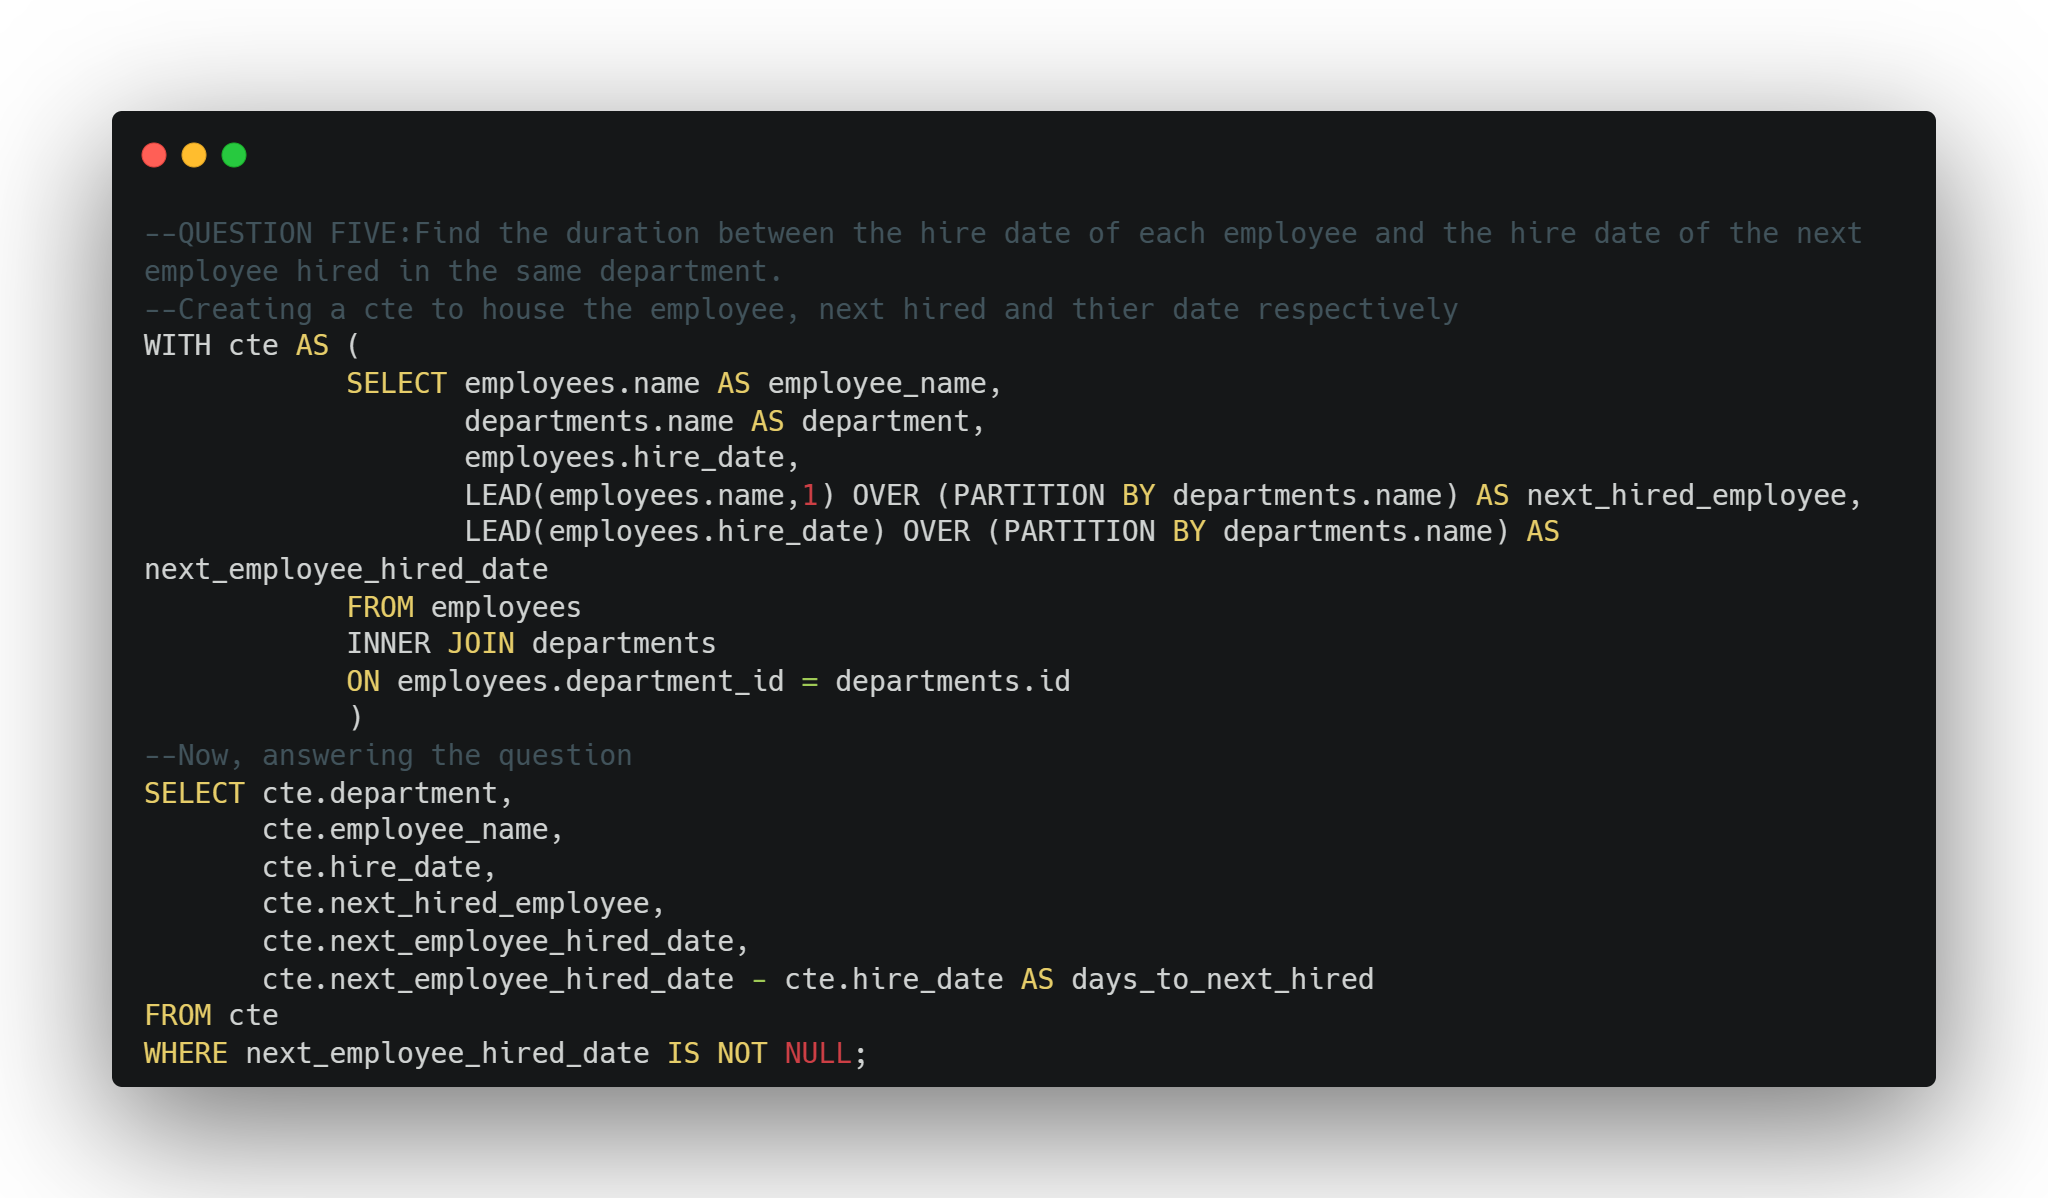 --QUESTION FIVE:Find the duration between the hire date of each employee and the hire date of the next
employee hired in the same department.
--Creating a cte to house the employee, next hired and thier date respectively
WITH cte AS (
            SELECT employees.name AS employee_name,
                   departments.name AS department,
                   employees.hire_date,
                   LEAD(employees.name,1) OVER (PARTITION BY departments.name) AS next_hired_employee,
                   LEAD(employees.hire_date) OVER (PARTITION BY departments.name) AS
next_employee_hired_date
            FROM employees
            INNER JOIN departments
            ON employees.department_id = departments.id
            )
--Now, answering the question
SELECT cte.department,
       cte.employee_name,
       cte.hire_date,
       cte.next_hired_employee,
       cte.next_employee_hired_date,
       cte.next_employee_hired_date - cte.hire_date AS days_to_next_hired
FROM cte
WHERE next_employee_hired_date IS NOT NULL;